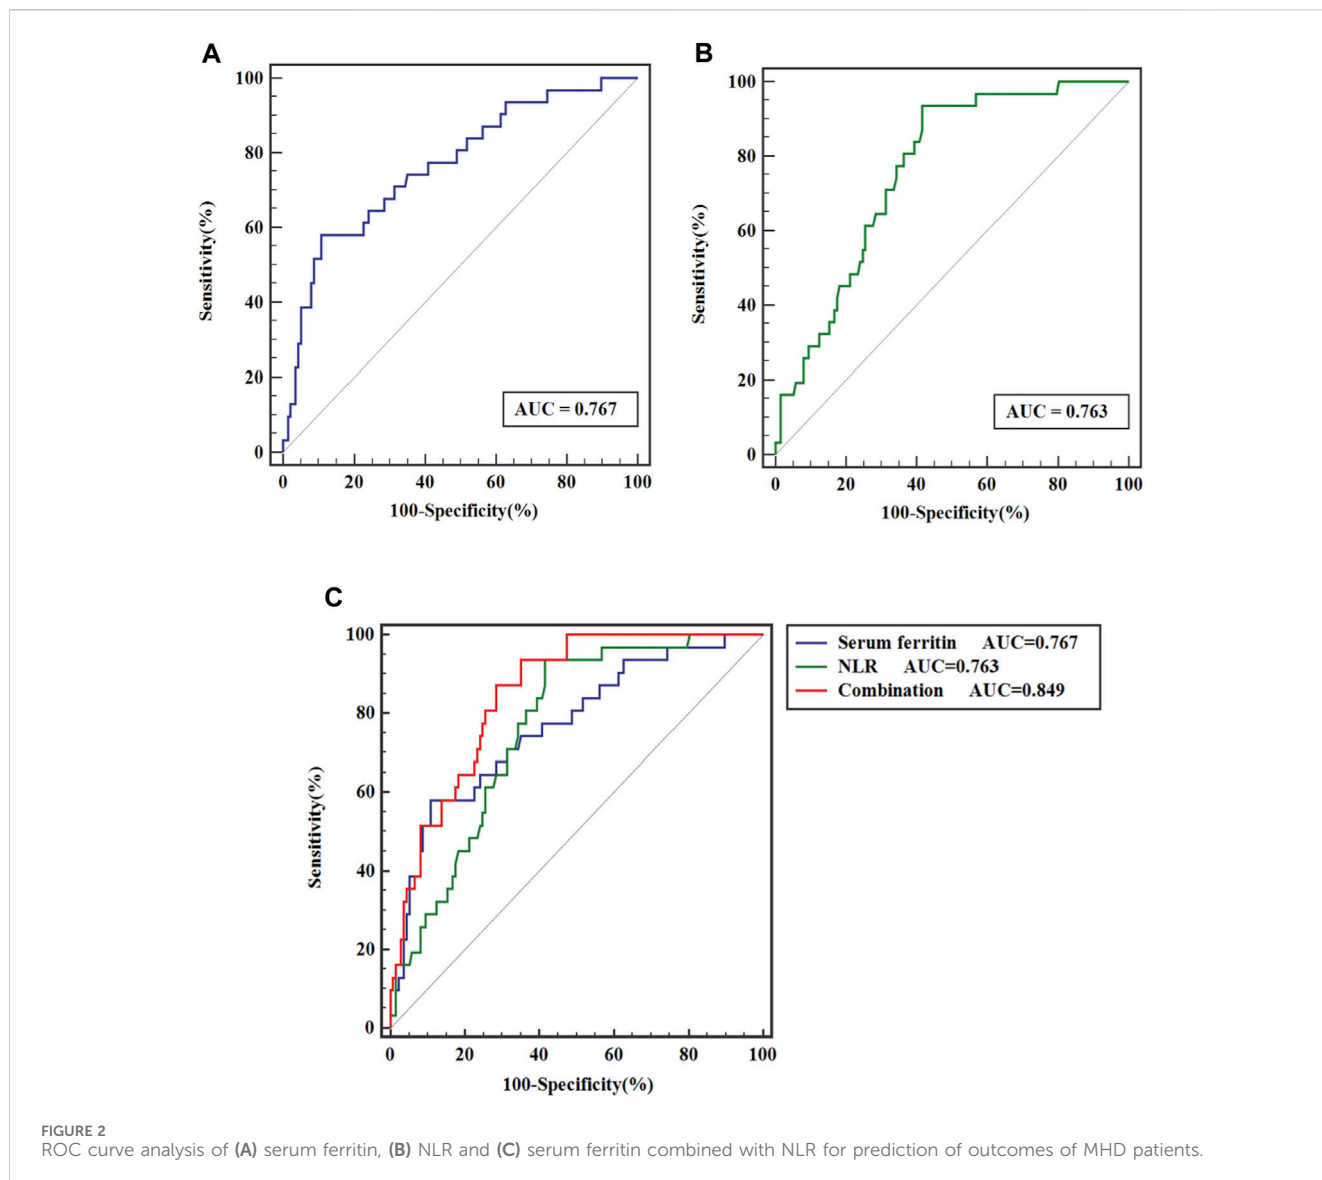 A
100
80
60
40
20
0
Sensitivity(%)
AUC = 0.767
0 20 40 60 80 100
100-Specificity(%)
B
100
80
60
40
20
0
Sensitivity(%)
AUC = 0.763
0 20 40 60 80 100
100-Specificity(%)
C
100
80
60
40
20
0
Sensitivity(%)
0 20 40 60 80 100
100-Specificity(%)
Serum ferritin AUC=0.767
NLR AUC=0.763
Combination AUC=0.849
FIGURE 2
ROC curve analysis of (A) serum ferritin, (B) NLR and (C) serum ferritin combined with NLR for prediction of outcomes of MHD patients.